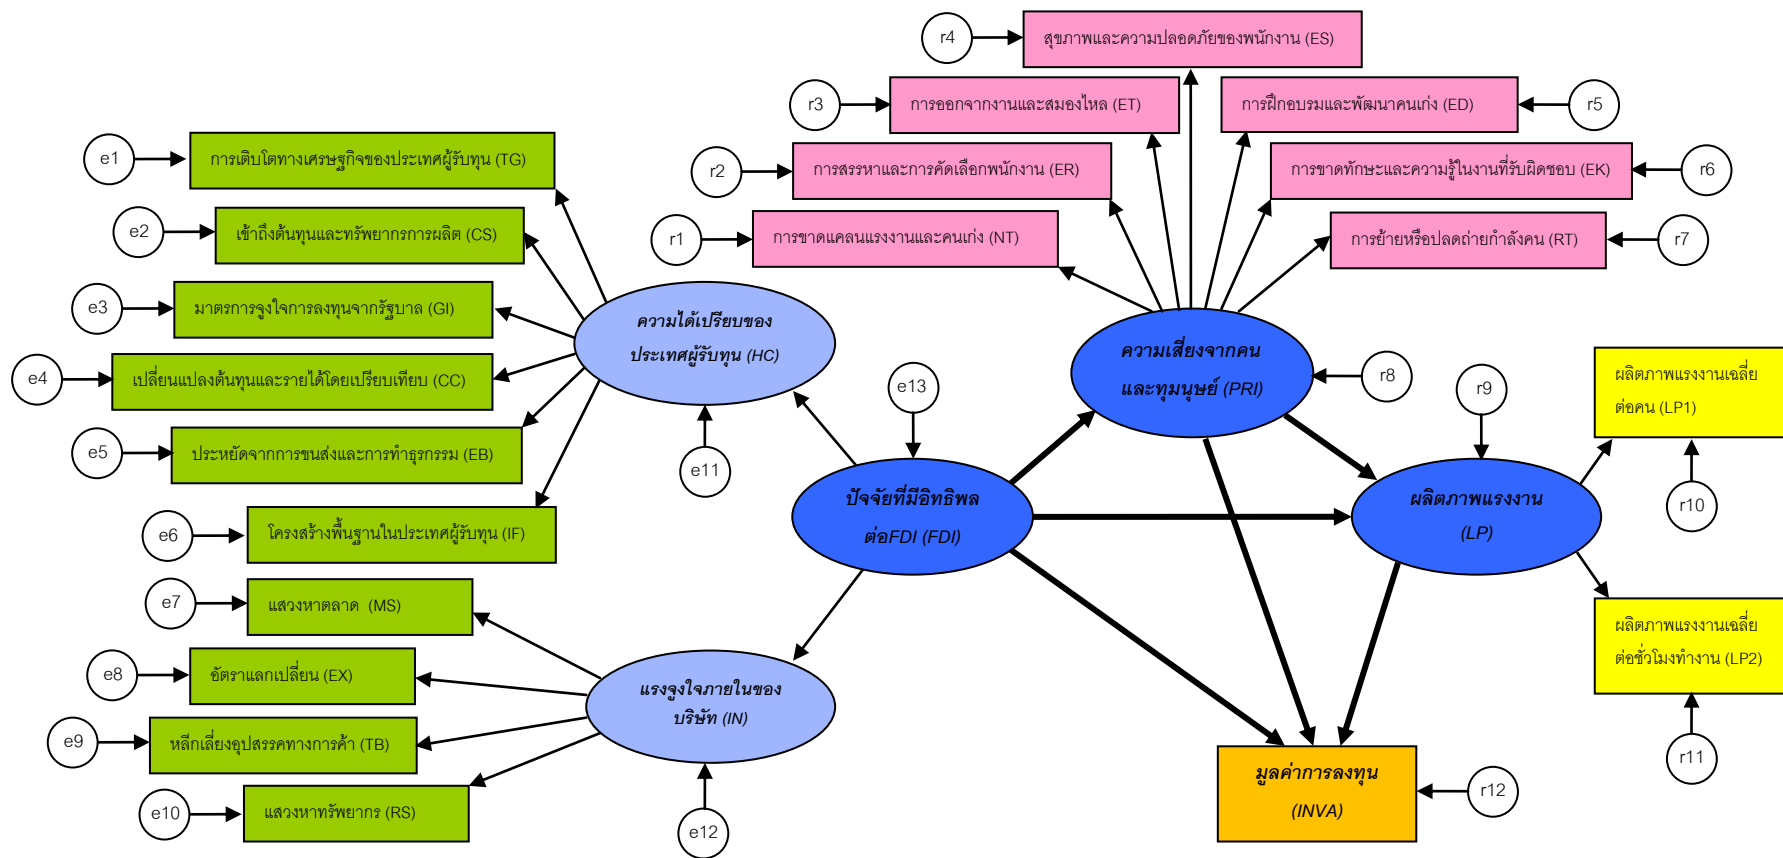 r4
สุขภาพและความปลอดภัยของพนักงาน (ES)
r3
การออกจากงานและสมองไหล (ET)
การฝึกอบรมและพัฒนาคนเก่ง (ED)
r5
e1
การเติบโตทางเศรษฐกิจของประเทศผู้รับทุน (TG)
r2
การสรรหาและการคัดเลือกพนักงาน (ER)
การขาดทักษะและความรู้ในงานที่รับผิดชอบ (EK)
r6
e2
เข้าถึงต้นทุนและทรัพยากรการผลิต (CS)
r1
การขาดแคลนแรงงานและคนเก่ง (NT)
การย้ายหรือปลดถ่ายกำลังคน (RT)
r7
e3
มาตรการจูงใจการลงทุนจากรัฐบาล (GI)
ความได้เปรียบของ
ประเทศผู้รับทุน (HC)
ความเสี่ยงจากคน
และทุมนุษย์ (PRI)
r8
e4
เปลี่ยนแปลงต้นทุนและรายได้โดยเปรียบเทียบ (CC)
e13
r9
ผลิตภาพแรงงานเฉลี่ย
ต่อคน (LP1)
e5
ประหยัดจากการขนส่งและการทำธุรกรรม (EB)
e11
r10
ปัจจัยที่มีอิทธิพล
ต่อFDI (FDI)
ผลิตภาพแรงงาน
(LP)
e6
โครงสร้างพื้นฐานในประเทศผู้รับทุน (IF)
e7
แสวงหาตลาด (MS)
ผลิตภาพแรงงานเฉลี่ย
ต่อชั่วโมงทำงาน (LP2)
e8
อัตราแลกเปลี่ยน (EX)
แรงจูงใจภายในของ
บริษัท (IN)
e9
หลีกเลี่ยงอุปสรรคทางการค้า (TB)
r11
มูลค่าการลงทุน
(INVA)
r12
e10
แสวงหาทรัพยากร (RS)
e12